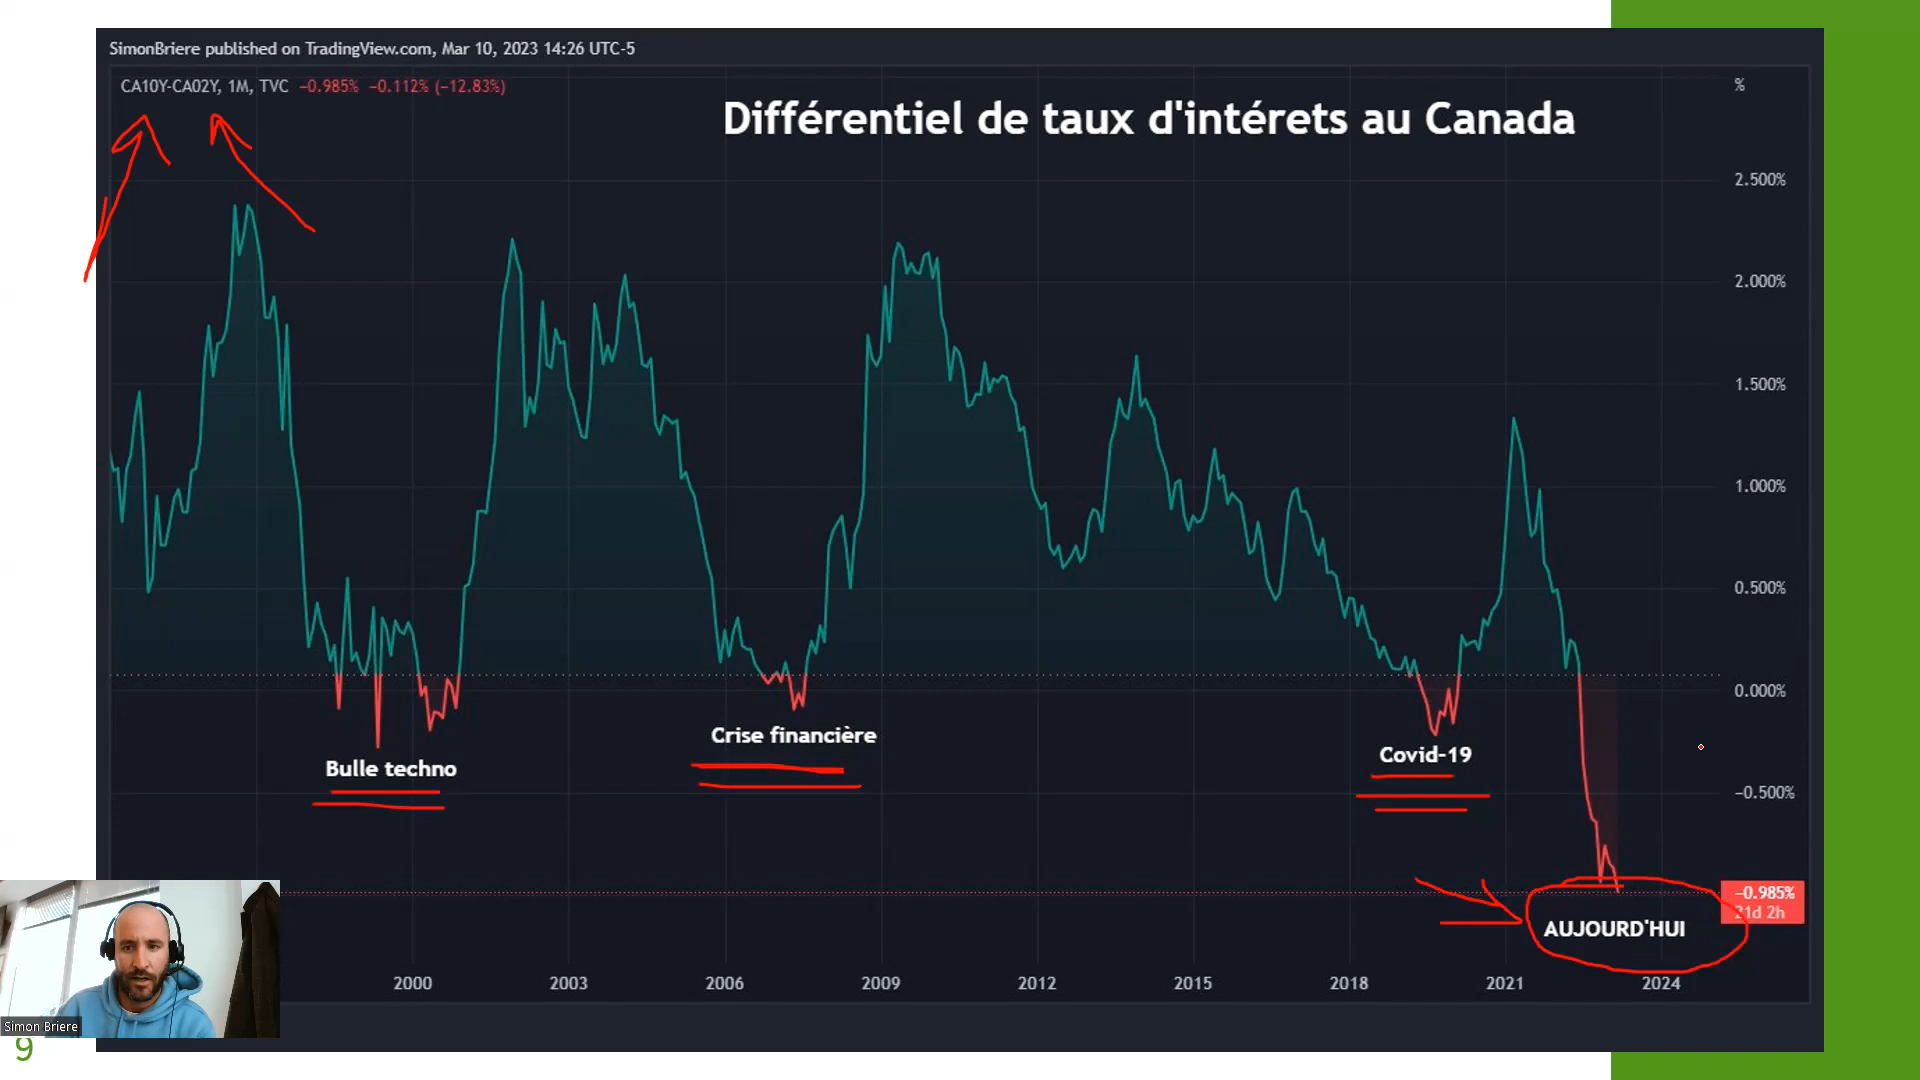 SimonBriere published on TradingView.com, Mar 10, 2023 14:26 UTC-5
CA10Y-CA02Y, 1M, TVC −0.985% −0.112% (−12.83%)
%
Différentiel de taux d'intérets au Canada
2.500%
2.000%
1.500%
1.000%
0.500%
0.000%
−0.500%
Crise financière
Covid-19
Bulle techno
−0.985%
21d 2h
AUJOURD'HUI
2000 2003 2006 2009 2012 2015 2018 2021 2024
Simon Briere
9